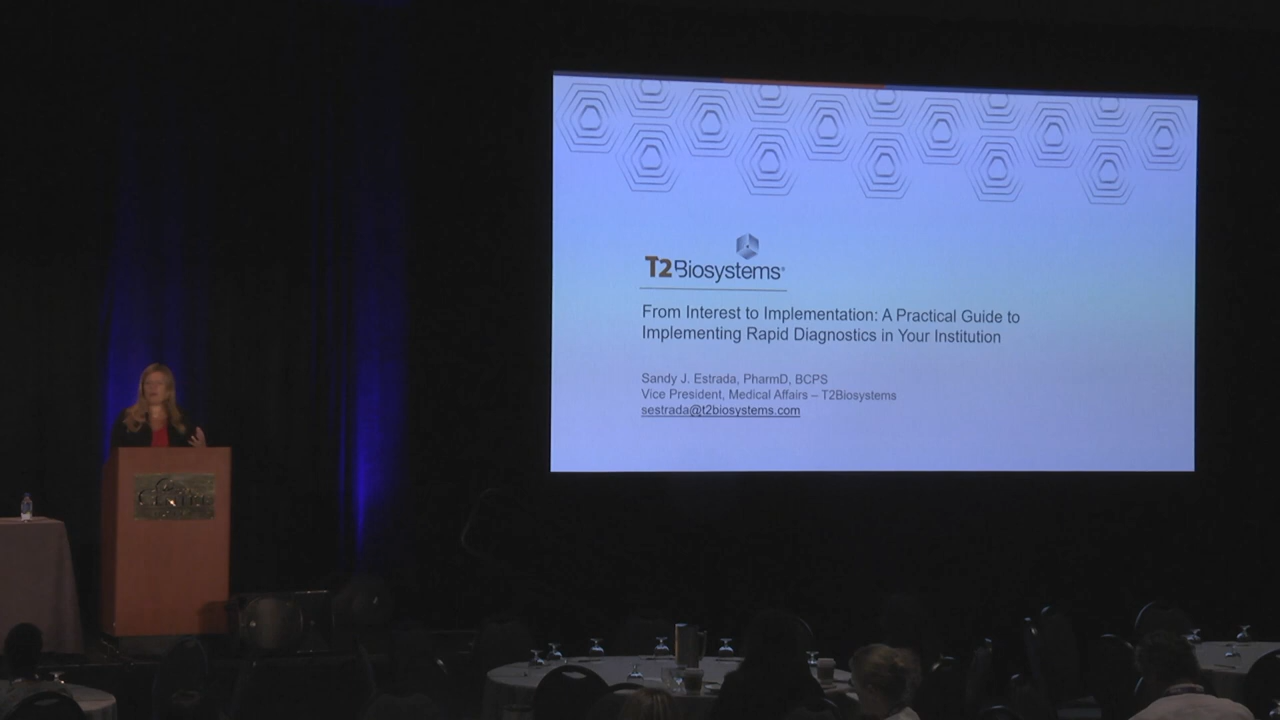 T2Biosystems®
From Interest to Implementation: A Practical Guide to
Implementing Rapid Diagnostics in Your Institution
Sandy J. Estrada, PharmD, BCPS
Vice President, Medical Affairs – T2Biosystems
sestrada@t2biosystems.com